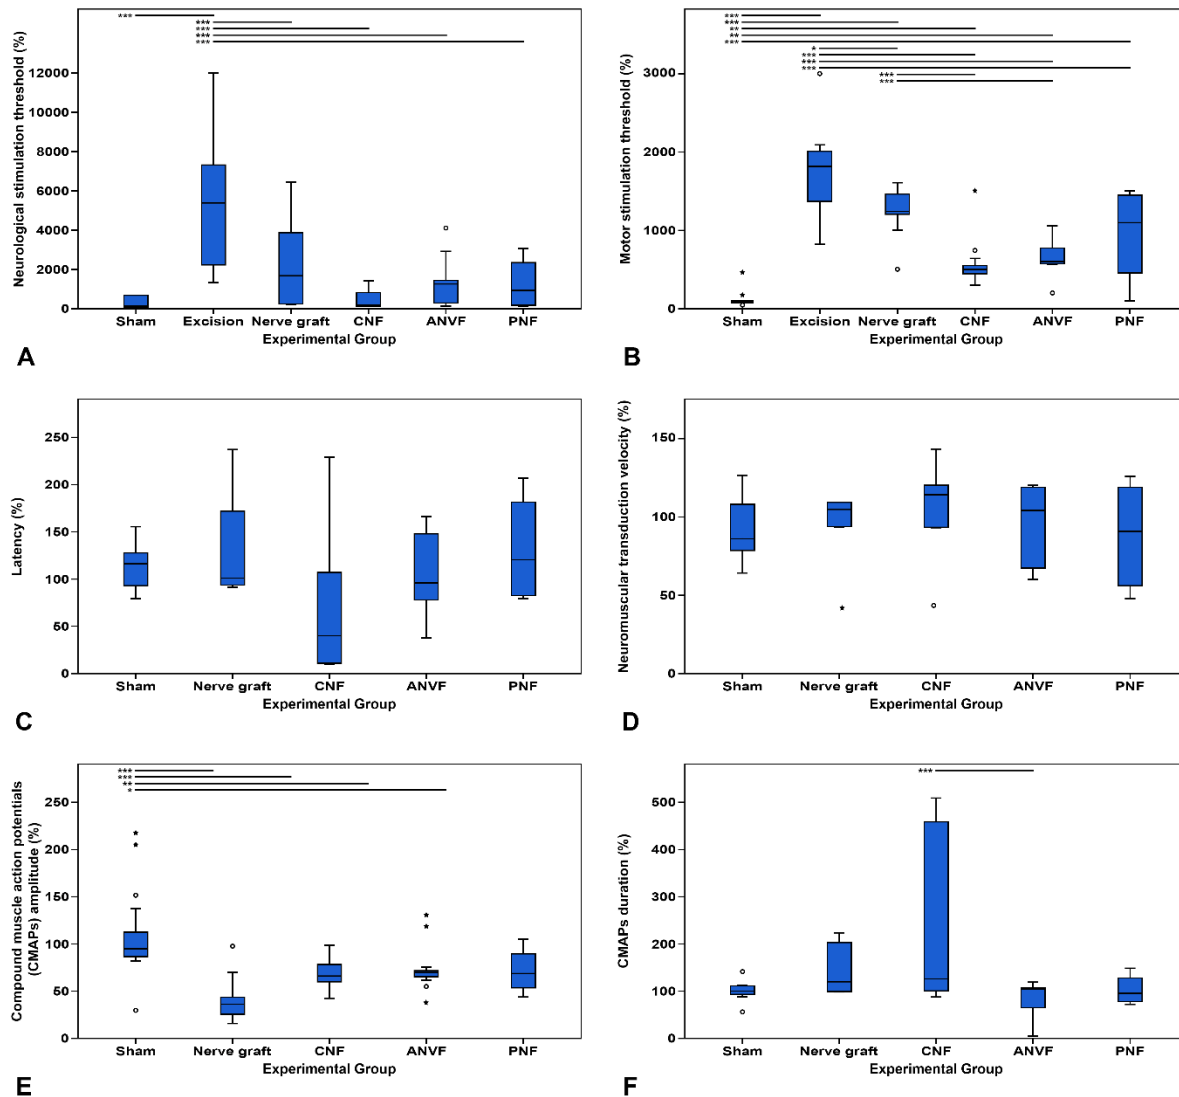 ***
***
***
***
***
Neurological stimulation threshold (%)
12000
10000
8000
6000
4000
2000
0
Sham Excision Nerve graft CNF ANVF PNF
Experimental Group
A
***
***
**
**
***
*
***
***
***
***
***
Motor stimulation threshold (%)
3000
2000
1000
0
Sham Excision Nerve graft CNF ANVF PNF
Experimental Group
B
Latency (%)
250
200
150
100
50
0
Sham Nerve graft CNF ANVF PNF
Experimental Group
C
Neuromuscular transduction velocity (%)
150
100
50
0
Sham Nerve graft CNF ANVF PNF
Experimental Group
D
***
***
**
*
Compound muscle action potentials
(CMAPs) amplitude (%)
250
200
150
100
50
0
Sham Nerve graft CNF ANVF PNF
Experimental Group
E
***
CMAPs duration (%)
500
400
300
200
100
0
Sham Nerve graft CNF ANVF PNF
Experimental Group
F